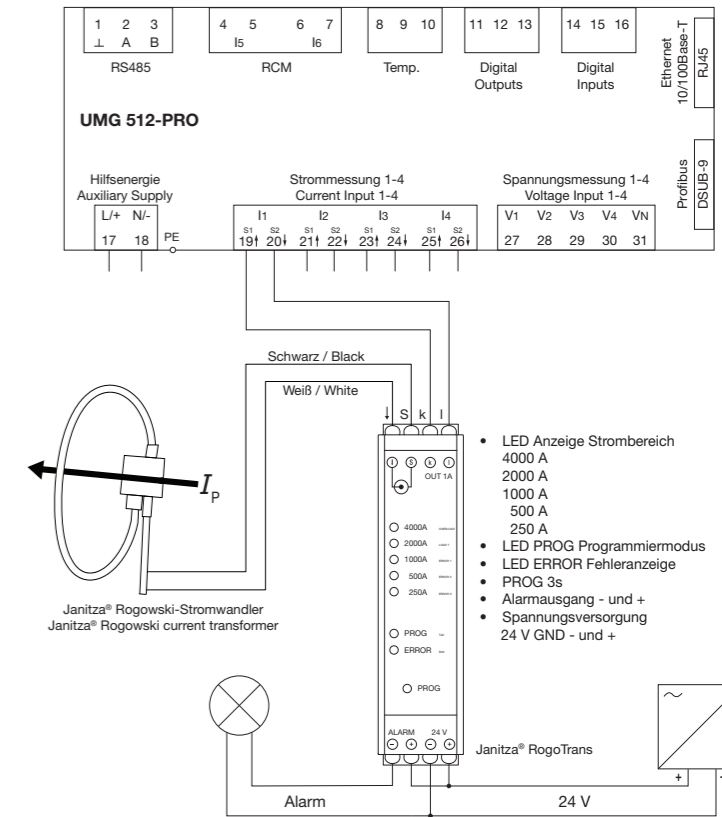 1 2 3
⊥ A B
RS485
4 5 6 7
I5 I6
RCM
8 9 10
Temp.
11 12 13
Digital
Outputs
14 15 16
Digital
Inputs
Ethernet
10/100Base-T
RJ45
UMG 512-PRO
Profibus
DSUB-9
Hilfsenergie
Auxiliary Supply
L/+ N/-
17 18 PE
Strommessung 1-4
Current Input 1-4
I1 I2 I3 I4
S1 S2 S1 S2 S1 S2 S1 S2
19↑ 20↓ 21↑ 22↓ 23↑ 24↓ 25↑ 26↓
Spannungsmessung 1-4
Voltage Input 1-4
V1 V2 V3 V4 VN
27 28 29 30 31
Schwarz / Black
Weiß / White
↓ S k l
S k l
OUT 1A
4000A
2000A
1000A
500A
250A
PROG
ERROR
PROG
ALARM 24 V
- + - +
IP
Janitza® Rogowski-Stromwandler
Janitza® Rogowski current transformer
• LED Anzeige Strombereich
4000 A
2000 A
1000 A
500 A
250 A
• LED PROG Programmiermodus
• LED ERROR Fehleranzeige
• PROG 3s
• Alarmausgang - und +
• Spannungsversorgung
24 V GND - und +
Janitza® RogoTrans
+ -
Alarm
24 V